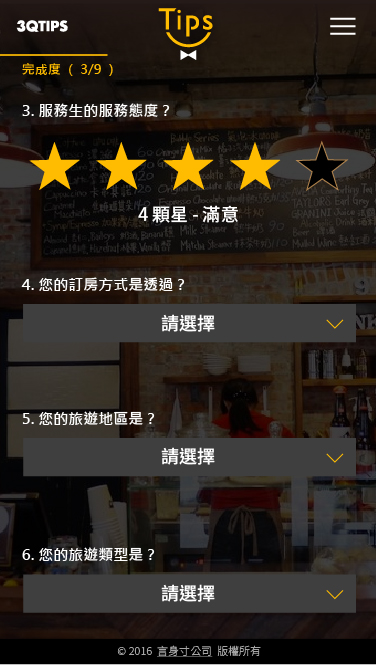 3QTIPS
Tips
完成度 ( 3/9 )
3. 服務生的服務態度？
4 顆星 - 滿意
4. 您的訂房方式是透過？
請選擇
5. 您的旅遊地區是？
請選擇
6. 您的旅遊類型是？
請選擇
© 2016 言身寸公司 版權所有